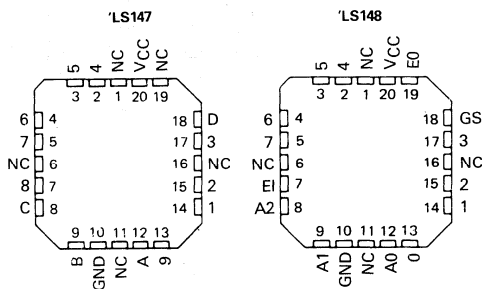 'LS147
5 4 NC VCC NC
3 2 1 20 19
6 4 18 D
7 5 17 3
NC 6 16 NC
8 7 15 2
C 8 14 1
9 10 11 12 13
B GND NC A 9
'LS148
5 4 NC VCC E0
3 2 1 20 19
6 4 18 GS
7 5 17 3
NC 6 16 NC
EI 7 15 2
A2 8 14 1
9 10 11 12 13
A1 GND NC A0 0